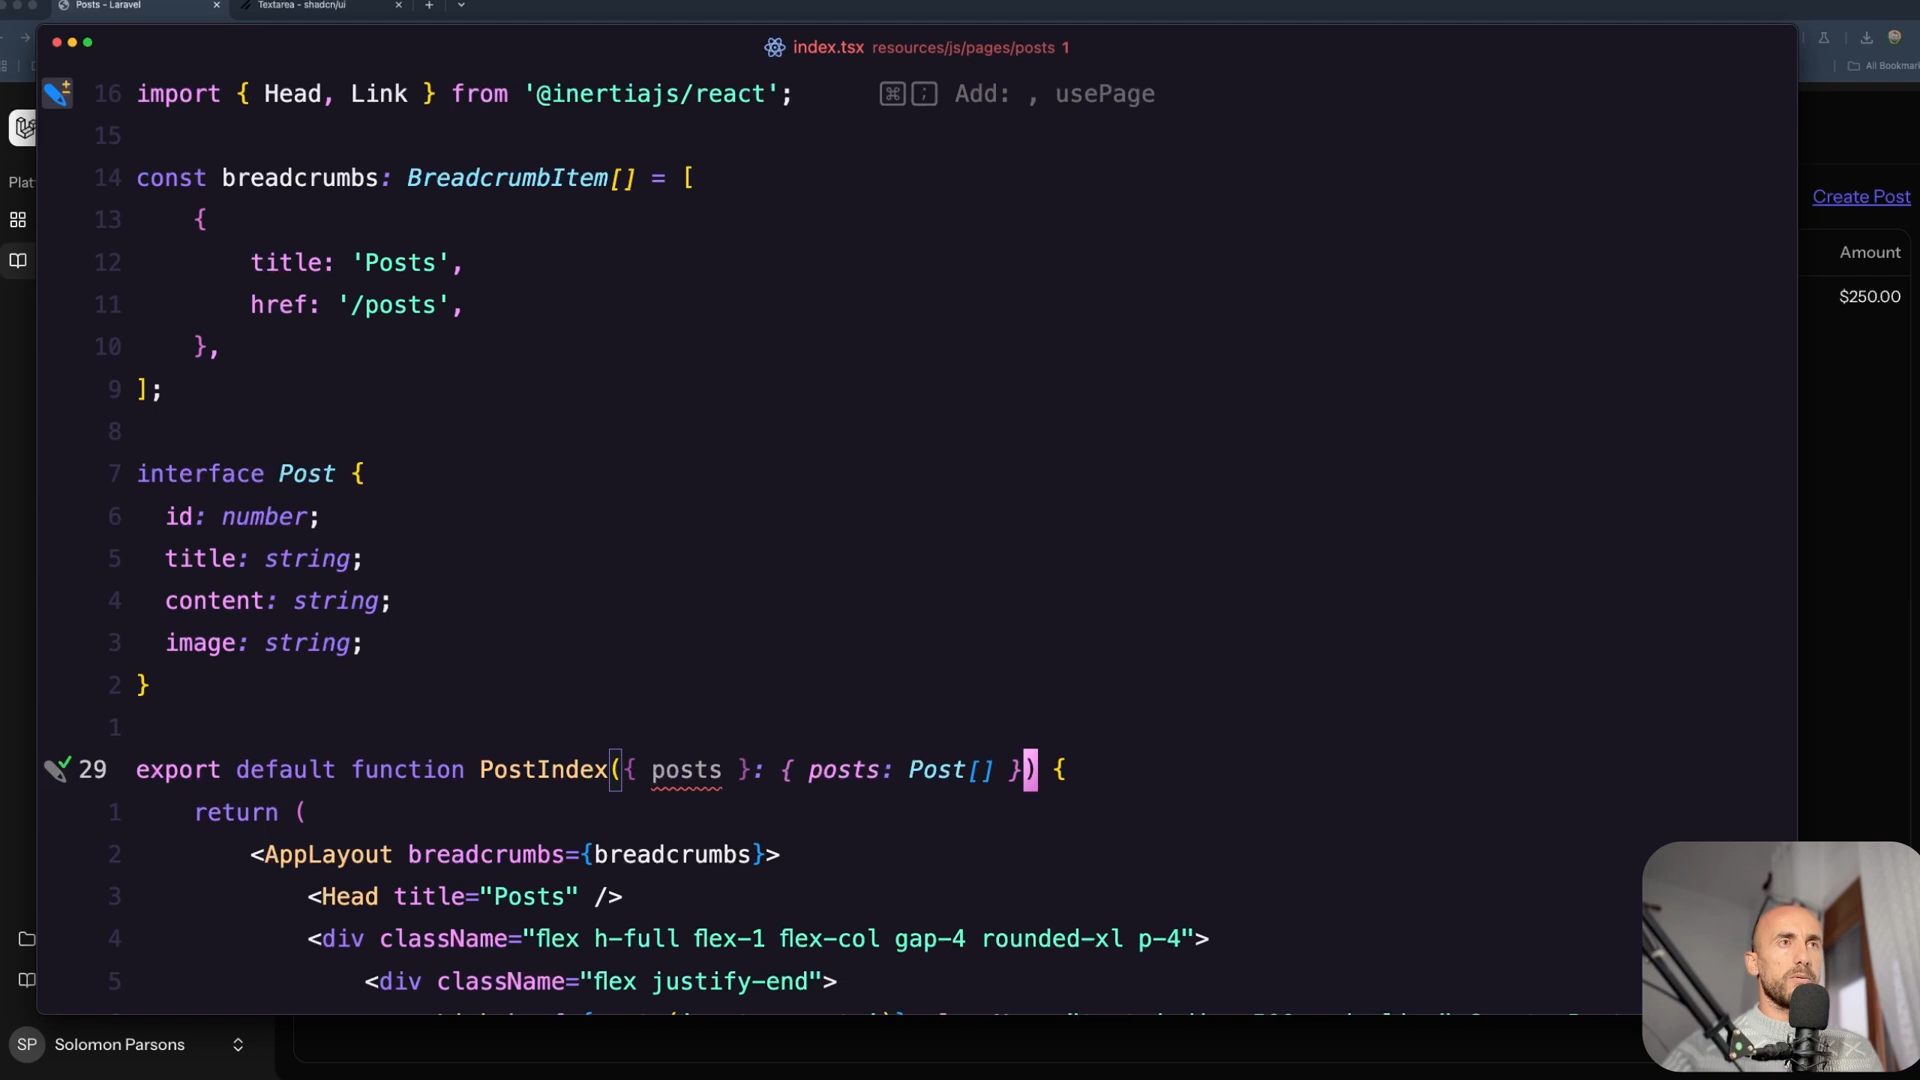 Posts - Laravel
Textarea - shadcn/ui
index.tsx resources/js/pages/posts 1
All Bookmar
16 import { Head, Link } from '@inertiajs/react'; ⌘ ; Add: , usePage
15
14 const breadcrumbs: BreadcrumbItem[] = [
13 {
12 title: 'Posts',
11 href: '/posts',
10 },
9 ];
8
7 interface Post {
6 id: number;
5 title: string;
4 content: string;
3 image: string;
2 }
1
29 export default function PostIndex({ posts }: { posts: Post[] }) {
1 return (
2 <AppLayout breadcrumbs={breadcrumbs}>
3 <Head title="Posts" />
4 <div className="flex h-full flex-1 flex-col gap-4 rounded-xl p-4">
5 <div className="flex justify-end">
Plat
Create Post
Amount
$250.00
SP Solomon Parsons